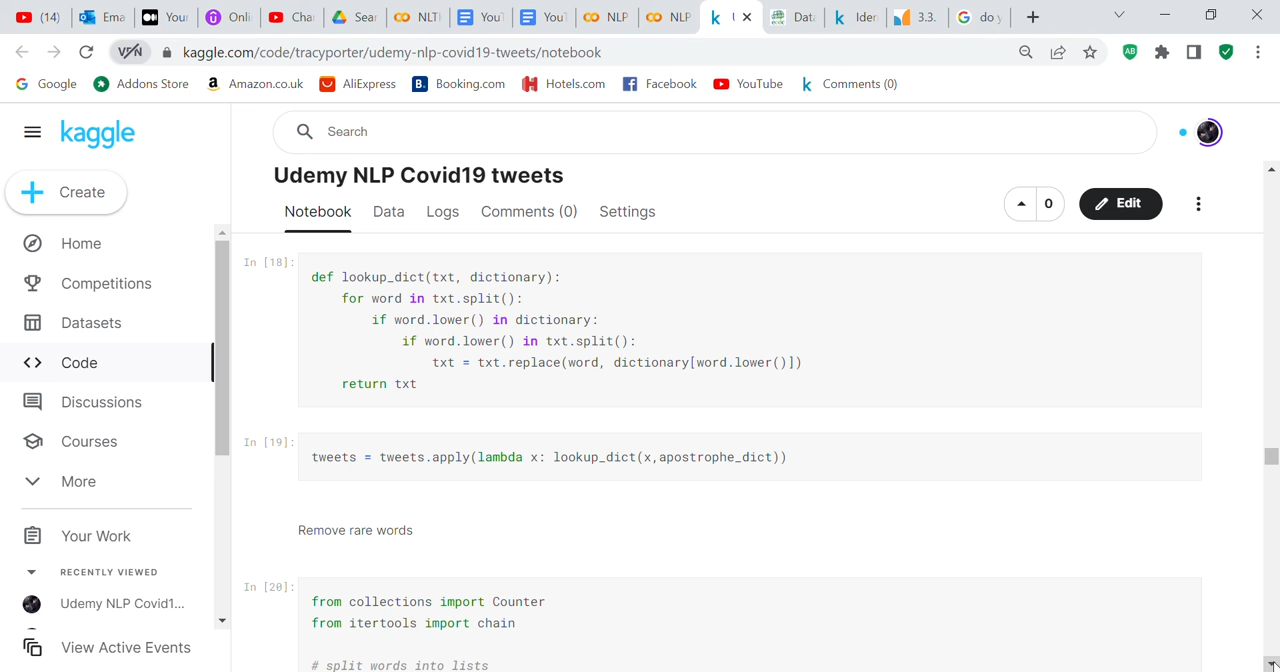 (14)
Ema
Your
Onli
Cha
Sear
NLTI
YouT
YouT
NLP
NLP
Data
Iden
3.3.
do y
VPN
kaggle.com/code/tracyporter/udemy-nlp-covid19-tweets/notebook
Google
Addons Store
Amazon.co.uk
AliExpress
Booking.com
Hotels.com
Facebook
YouTube
Comments (0)
kaggle
Search
Create
Home
Competitions
Datasets
Code
Discussions
Courses
More
Your Work
RECENTLY VIEWED
Udemy NLP Covid1...
View Active Events
Udemy NLP Covid19 tweets
0
Edit
Notebook
Data
Logs
Comments (0)
Settings
In [18]:
def lookup_dict(txt, dictionary):
for word in txt.split():
if word.lower() in dictionary:
if word.lower() in txt.split():
txt = txt.replace(word, dictionary[word.lower()])
return txt
In [19]:
tweets = tweets.apply(lambda x: lookup_dict(x,apostrophe_dict))
Remove rare words
In [20]:
from collections import Counter
from itertools import chain
# split words into lists